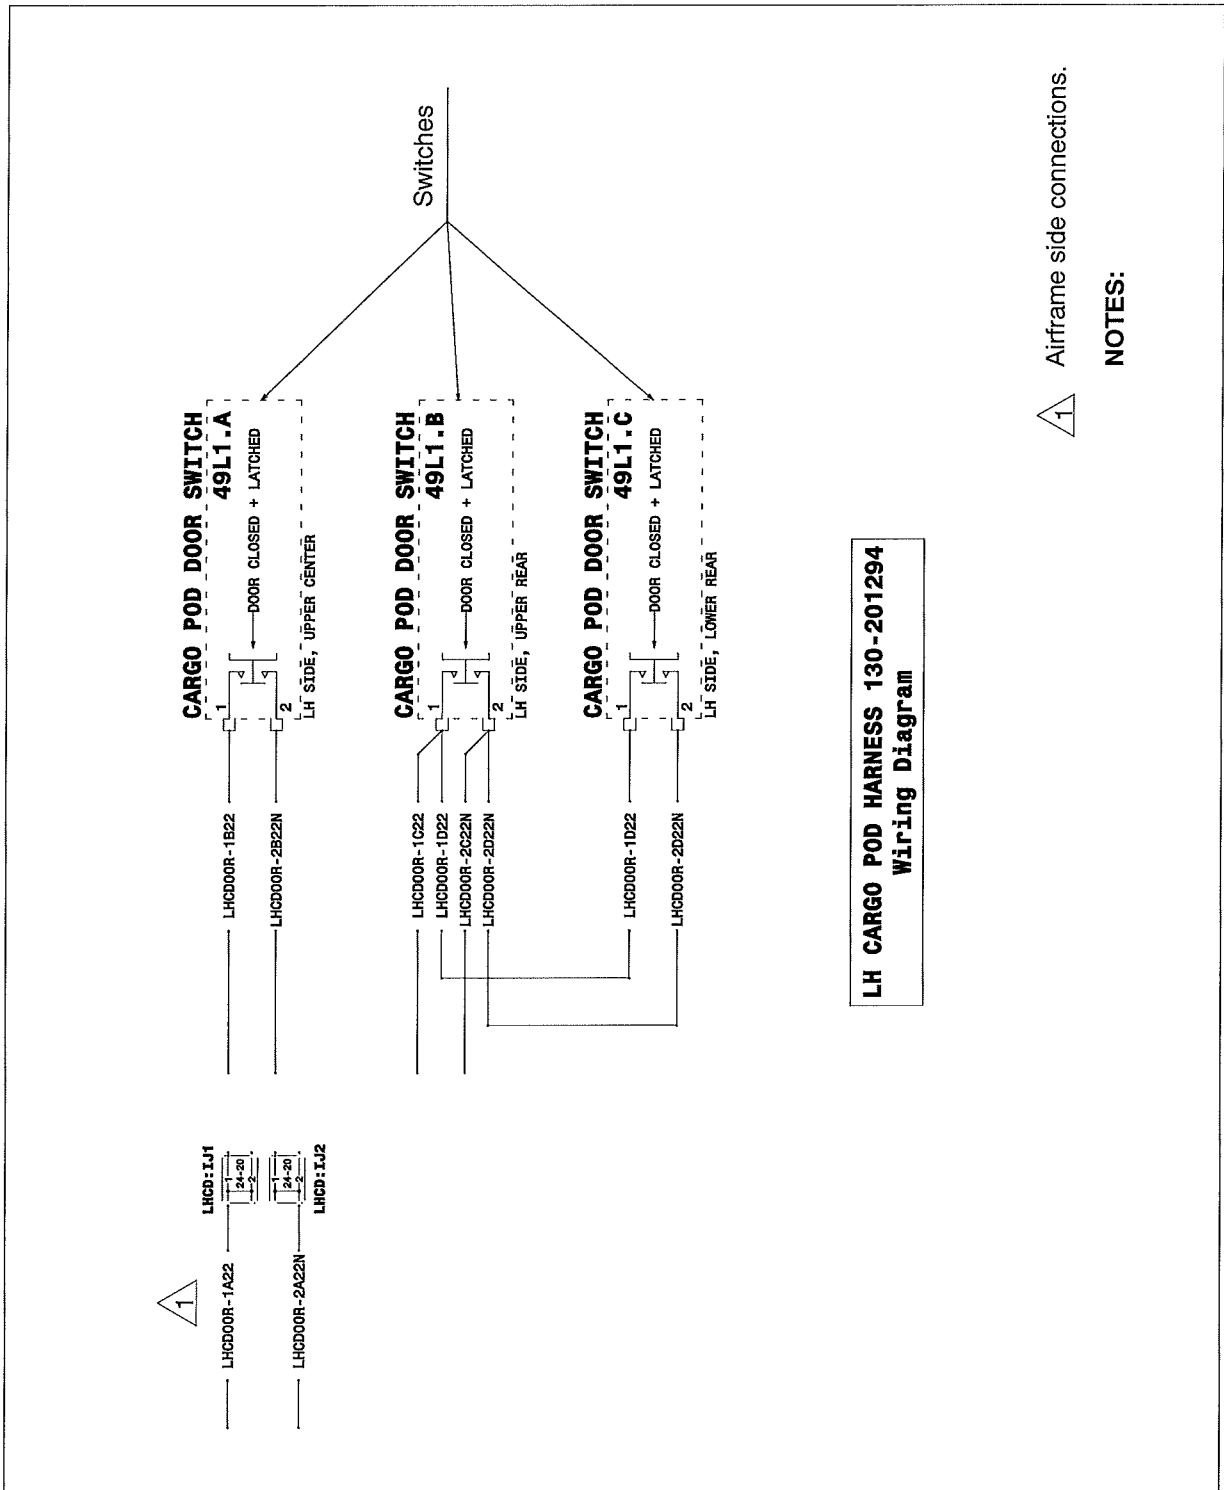 Switches
CARGO POD DOOR SWITCH
49L1.A
DOOR CLOSED + LATCHED
1
2
LH SIDE, UPPER CENTER
LHCDOOR-1B22
LHCDOOR-2B22N
CARGO POD DOOR SWITCH
49L1.B
DOOR CLOSED + LATCHED
1
2
LH SIDE, UPPER REAR
LHCDOOR-1C22
LHCDOOR-1D22
LHCDOOR-2C22N
LHCDOOR-2D22N
CARGO POD DOOR SWITCH
49L1.C
DOOR CLOSED + LATCHED
1
2
LH SIDE, LOWER REAR
LHCDOOR-1D22
LHCDOOR-2D22N
LHCD:IJ1
1
24-20
2
1
24-20
2
LHCD:IJ2
1
LHCDOOR-1A22
LHCDOOR-2A22N
LH CARGO POD HARNESS 130-201294
Wiring Diagram
1 Airframe side connections.
NOTES: